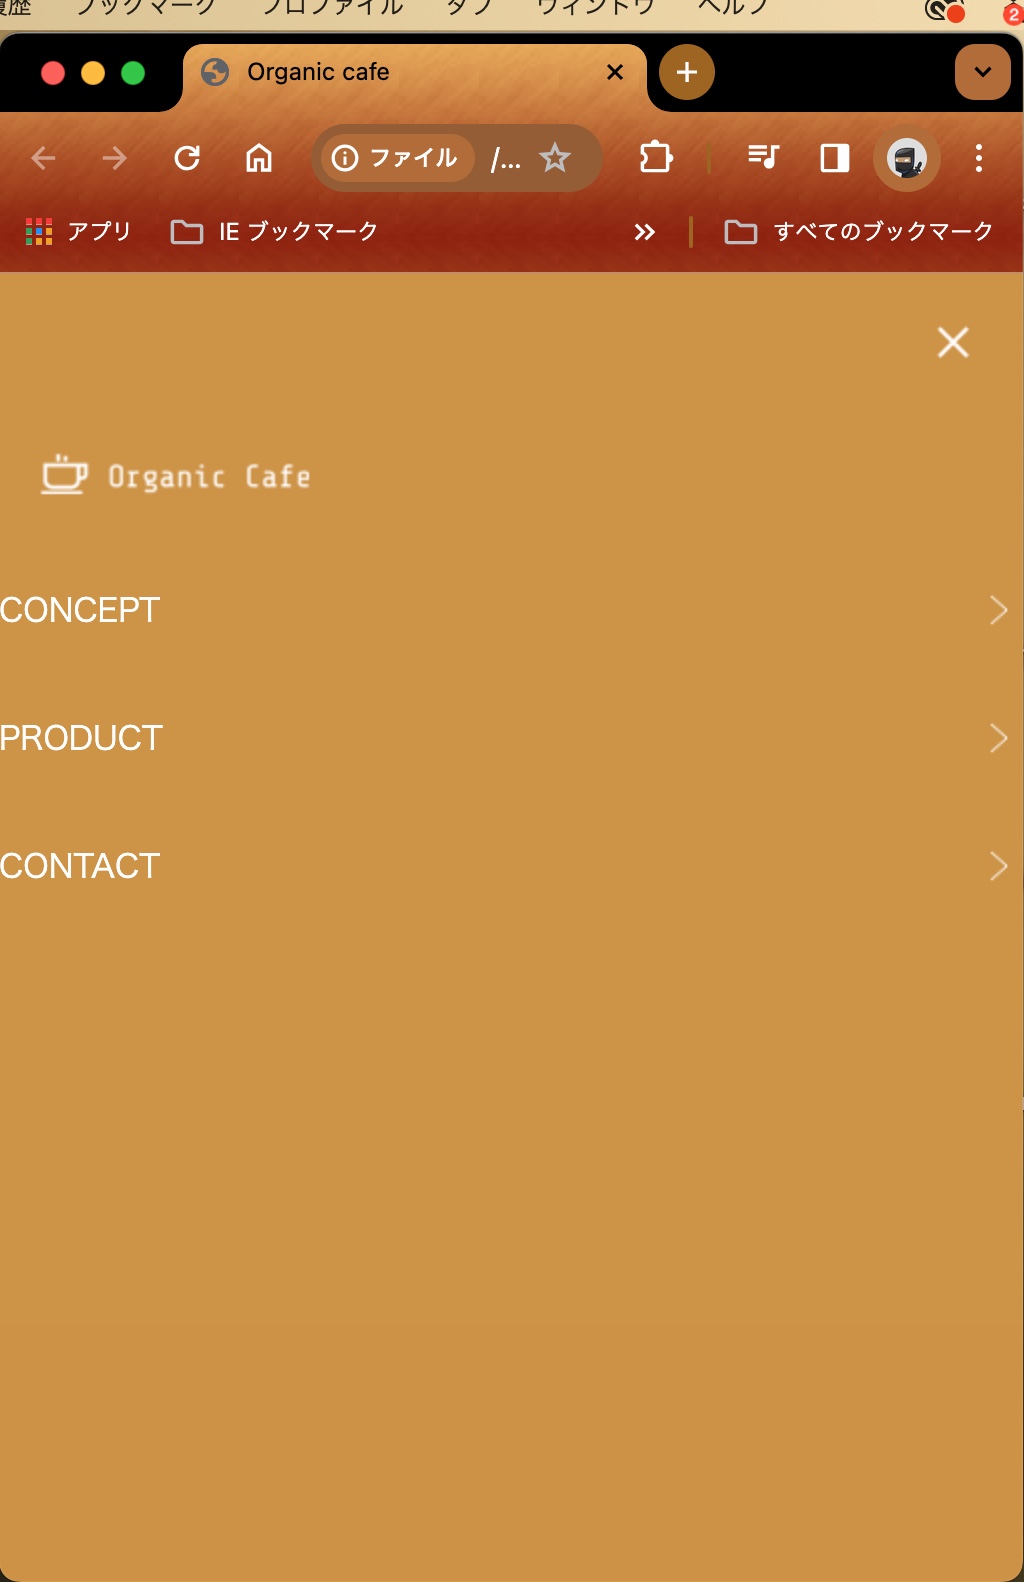 履歴 ブックマーク プロファイル タブ ウィンドウ ヘルプ
2
Organic cafe
ファイル /...
アプリ IE ブックマーク すべてのブックマーク
Organic Cafe
CONCEPT
PRODUCT
CONTACT